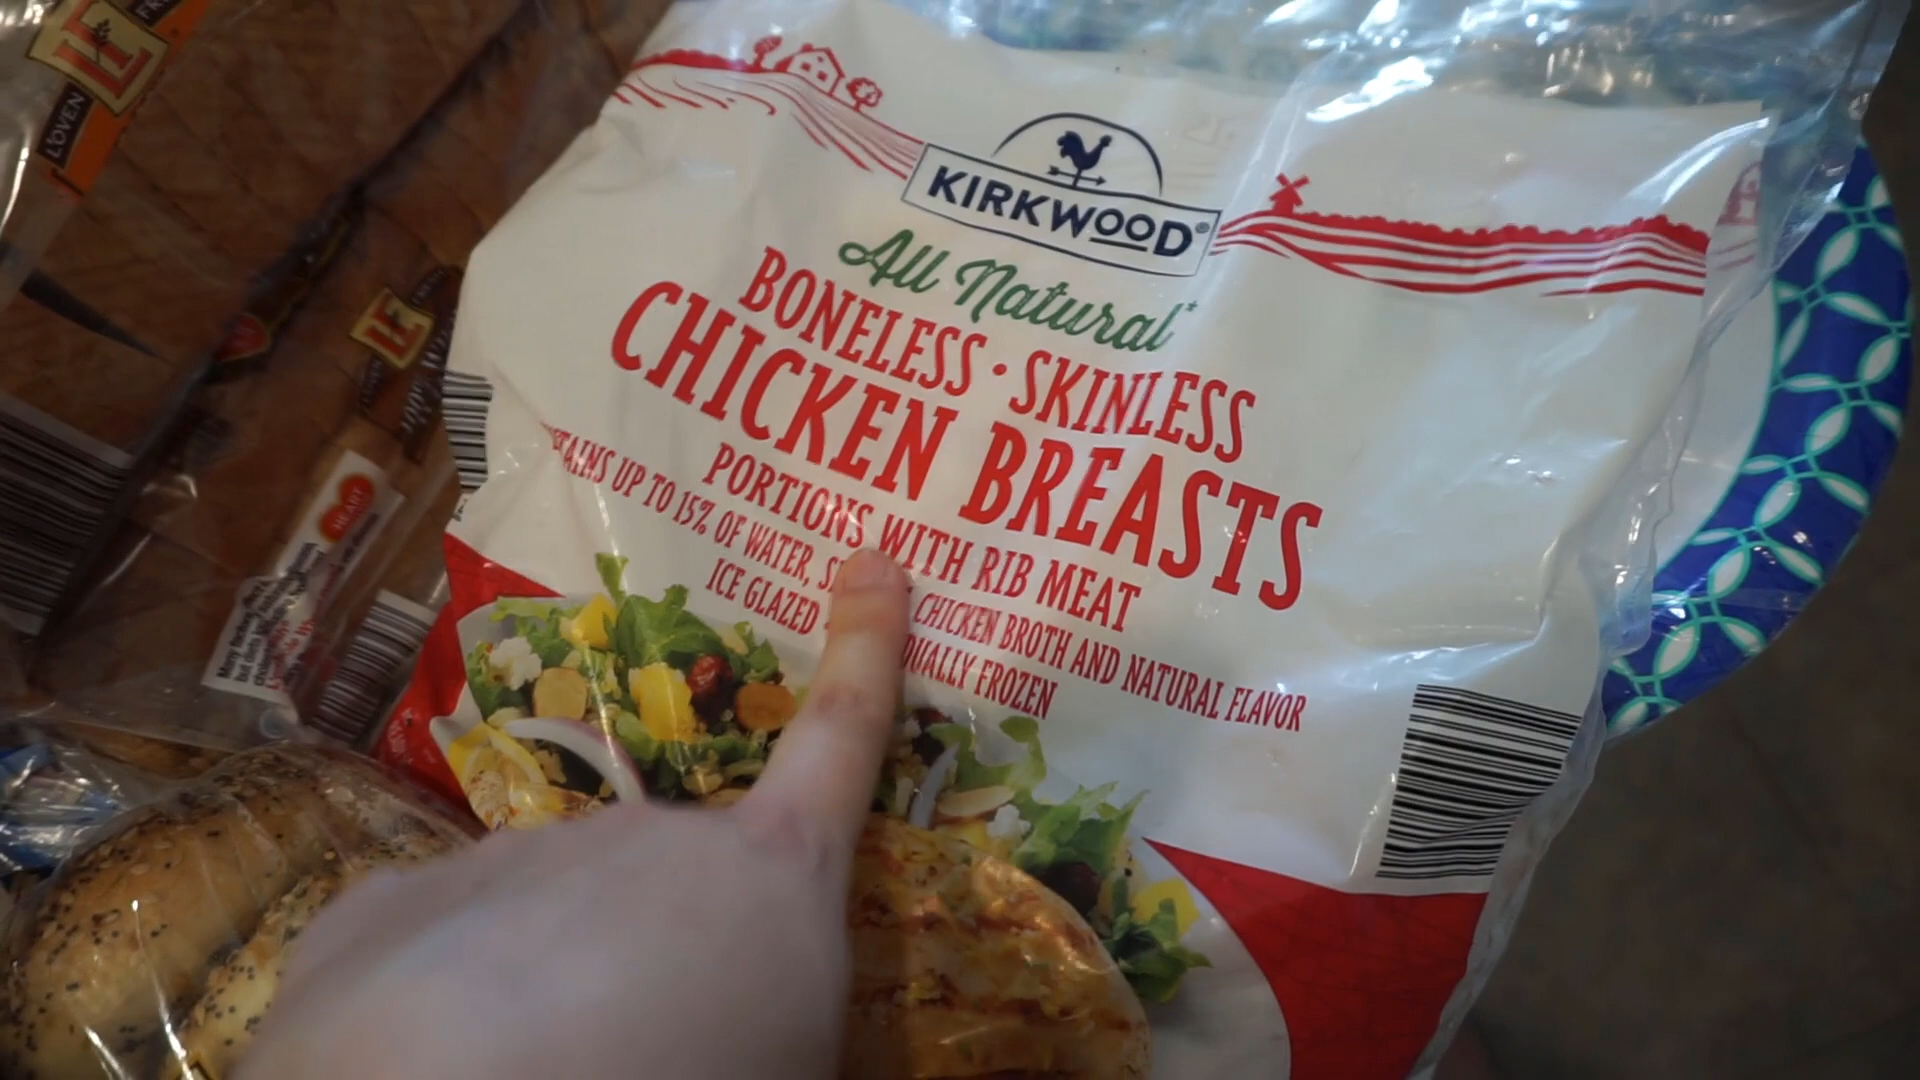 L'OVEN
KIRKWOOD®
All Natural*
BONELESS · SKINLESS
CHICKEN BREASTS
PORTIONS WITH RIB MEAT
UP TO 15% OF WATER, CHICKEN BROTH AND NATURAL FLAVOR
ICE GLAZED FROZEN
HEART